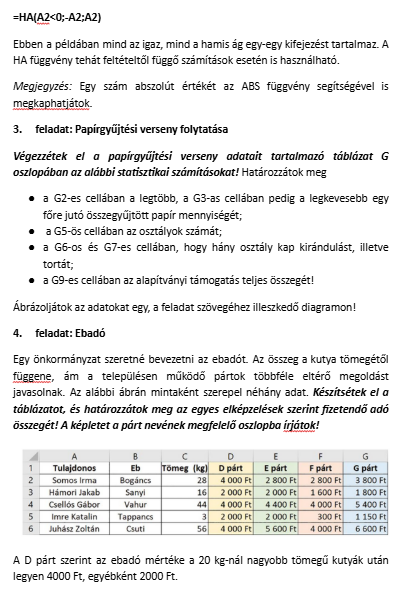 =HA(A2<0;-A2;A2)
Ebben a példában mind az igaz, mind a hamis ág egy-egy kifejezést tartalmaz. A
HA függvény tehát feltételtől függő számítások esetén is használható.
Megjegyzés: Egy szám abszolút értékét az ABS függvény segítségével is
megkaphatjátok.
3. feladat: Papírgyűjtési verseny folytatása
Végezzétek el a papírgyűjtési verseny adatait tartalmazó táblázat G
oszlopában az alábbi statisztikai számításokat! Határozzátok meg
● a G2-es cellában a legtöbb, a G3-as cellában pedig a legkevesebb egy
főre jutó összegyűjtött papír mennyiségét;
● a G5-ös cellában az osztályok számát;
● a G6-os és G7-es cellában, hogy hány osztály kap kirándulást, illetve
tortát;
● a G9-es cellában az alapítványi támogatás teljes összegét!
Ábrázoljátok az adatokat egy, a feladat szövegéhez illeszkedő diagramon!
4. feladat: Ebadó
Egy önkormányzat szeretné bevezetni az ebadót. Az összeg a kutya tömegétől
függene, ám a településen működő pártok többféle eltérő megoldást
javasolnak. Az alábbi ábrán mintaként szerepel néhány adat. Készítsétek el a
táblázatot, és határozzátok meg az egyes elképzelések szerint fizetendő adó
összegét! A képletet a párt nevének megfelelő oszlopba írjátok!
A B C D E F G
1 Tulajdonos Eb Tömeg (kg) D párt E párt F párt G párt
2 Somos Irma Bogáncs 28 4 000 Ft 2 800 Ft 2 800 Ft 3 800 Ft
3 Hámori Jakab Sanyi 16 2 000 Ft 2 000 Ft 1 600 Ft 1 800 Ft
4 Csellós Gábor Vahur 44 4 000 Ft 4 400 Ft 4 000 Ft 5 400 Ft
5 Imre Katalin Tappancs 3 2 000 Ft 2 000 Ft 300 Ft 1 150 Ft
6 Juhász Zoltán Csuti 56 4 000 Ft 5 600 Ft 4 000 Ft 6 600 Ft
A D párt szerint az ebadó mértéke a 20 kg-nál nagyobb tömegű kutyák után
legyen 4000 Ft, egyébként 2000 Ft.